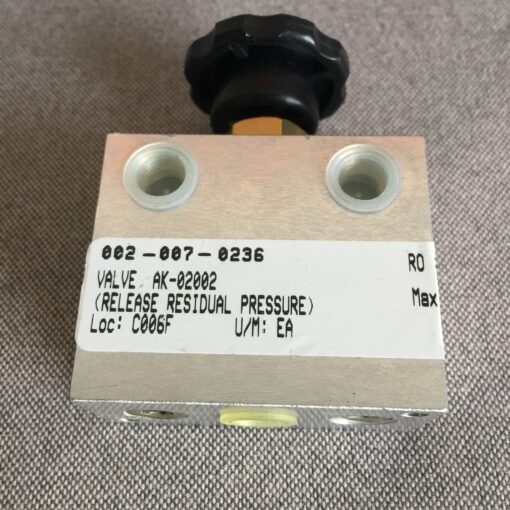 002-007-0236
VALVE AK-02002
(RELEASE RESIDUAL PRESSURE)
Loc: C006F U/M: EA
RO
Max